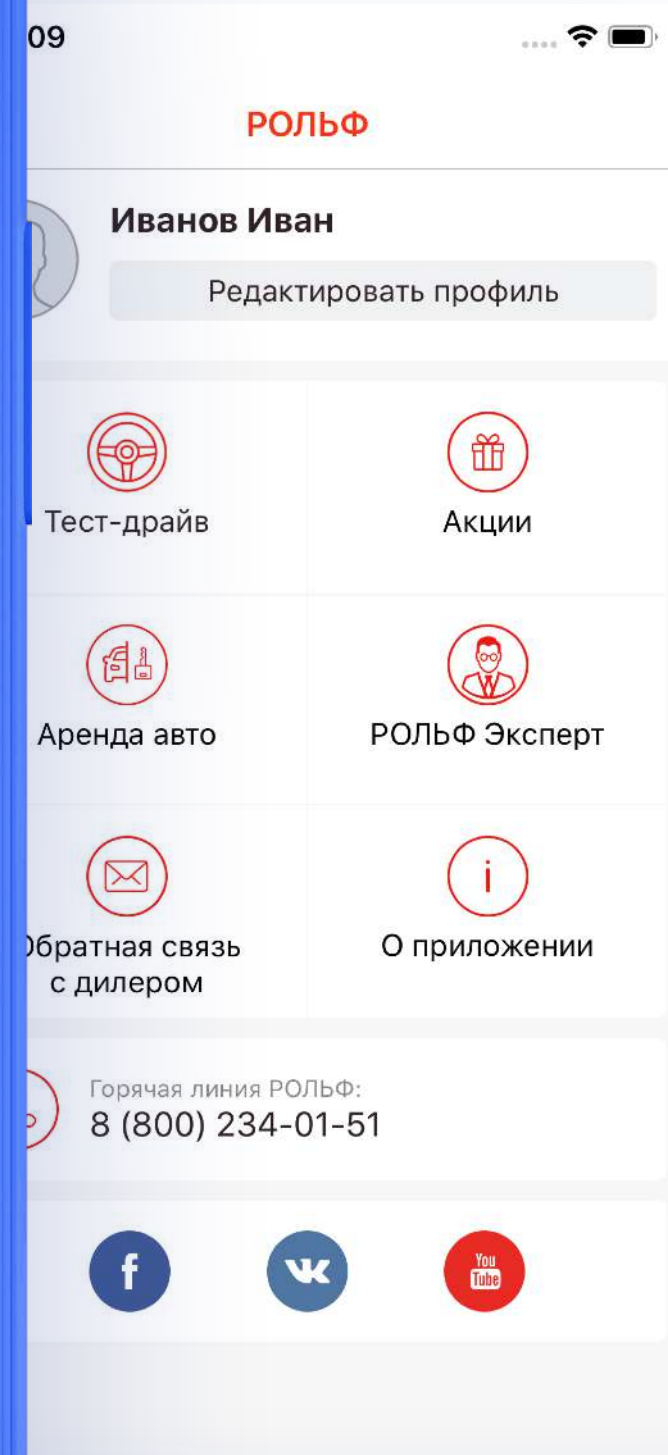 09
РОЛЬФ
Иванов Иван
Редактировать профиль
Тест-драйв
Акции
Аренда авто
РОЛЬФ Эксперт
Обратная связь
с дилером
О приложении
Горячая линия РОЛЬФ:
8 (800) 234-01-51
f
You
Tube